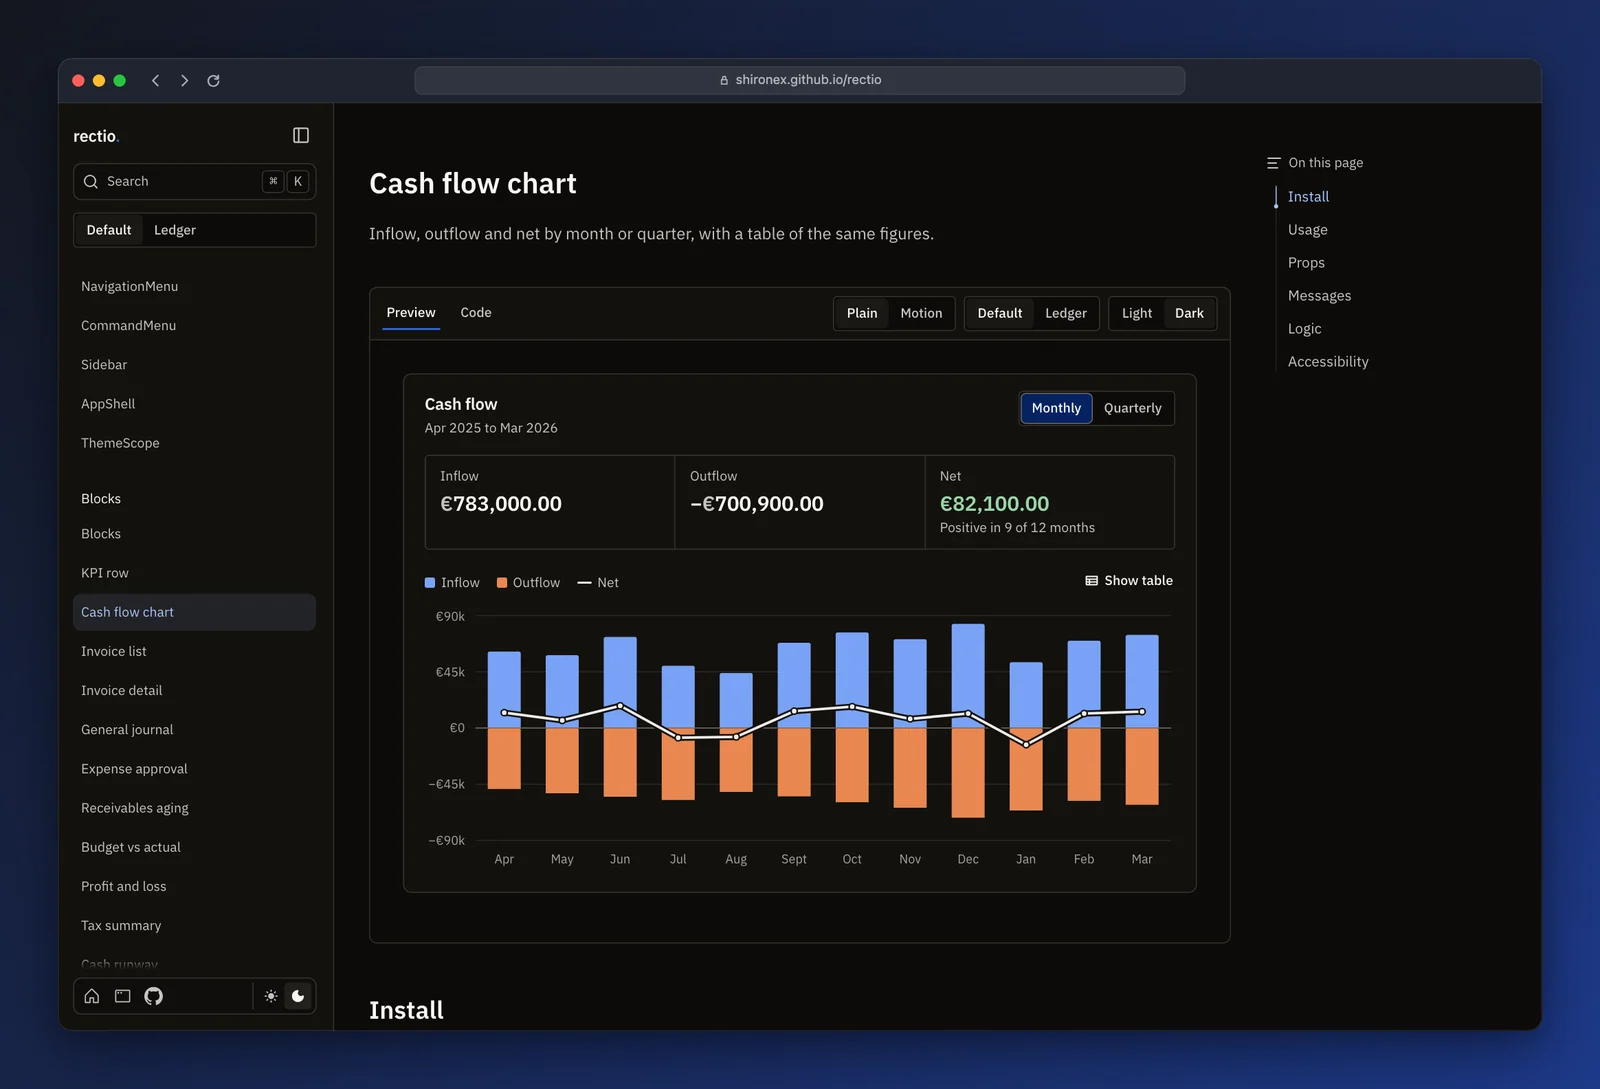 shironex.github.io/rectio
rectio.
Search ⌘ K
Default Ledger
NavigationMenu
CommandMenu
Sidebar
AppShell
ThemeScope
Blocks
Blocks
KPI row
Cash flow chart
Invoice list
Invoice detail
General journal
Expense approval
Receivables aging
Budget vs actual
Profit and loss
Tax summary
Cash runway
Cash flow chart
Inflow, outflow and net by month or quarter, with a table of the same figures.
Preview Code
Plain Motion Default Ledger Light Dark
Cash flow
Apr 2025 to Mar 2026
Monthly Quarterly
Inflow
€783,000.00
Outflow
−€700,900.00
Net
€82,100.00
Positive in 9 of 12 months
Inflow Outflow Net
Show table
€90k
€45k
€0
−€45k
−€90k
Apr May Jun Jul Aug Sept Oct Nov Dec Jan Feb Mar
Install
On this page
Install
Usage
Props
Messages
Logic
Accessibility